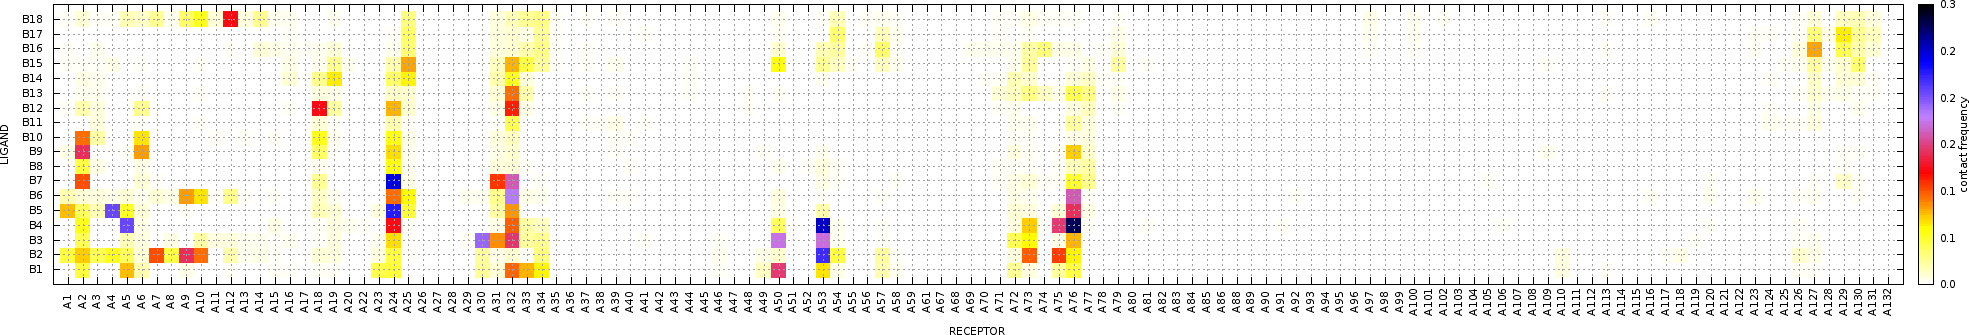 B18
B17
B16
B15
B14
B13
B12
B11
B10
B9
B8
B7
B6
B5
B4
B3
B2
B1
LIGAND
A1 A2 A3 A4 A5 A6 A7 A8 A9 A10 A11 A12 A13 A14 A15 A16 A17 A18 A19 A20 A22 A23 A24 A25 A26 A27 A28 A29 A30 A31 A32 A33 A34 A35 A36 A37 A38 A39 A40 A41 A42 A43 A44 A45 A46 A47 A48 A49 A50 A51 A52 A53 A54 A55 A56 A57 A58 A59 A61 A67 A68 A69 A70 A71 A72 A73 A74 A75 A76 A77 A78 A79 A80 A81 A82 A83 A84 A85 A86 A88 A89 A90 A91 A92 A93 A94 A95 A96 A97 A98 A99 A100 A101 A102 A103 A104 A105 A106 A107 A108 A109 A110 A111 A112 A113 A114 A115 A116 A117 A118 A119 A120 A121 A122 A123 A124 A125 A126 A127 A128 A129 A130 A131 A132
RECEPTOR
0.3
0.2
0.2
0.2
0.1
0.1
0.0
contact frequency